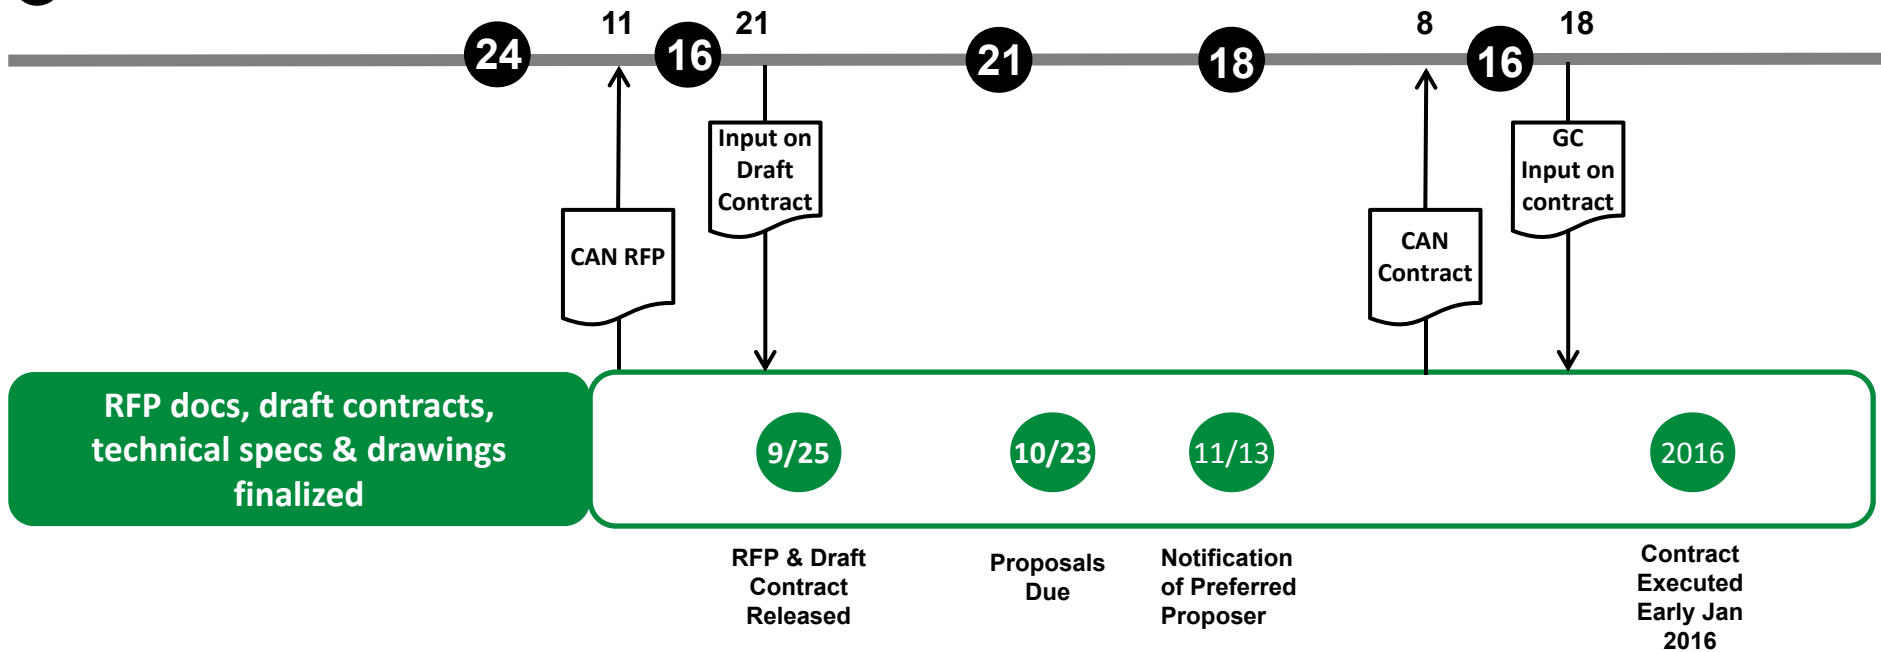 11
21
8
18
24
16
21
18
16
Input on
Draft
Contract
GC
Input on
contract
CAN RFP
CAN
Contract
RFP docs, draft contracts,
technical specs & drawings
finalized
9/25
10/23
11/13
2016
RFP & Draft
Contract
Released
Proposals
Due
Notification
of Preferred
Proposer
Contract
Executed
Early Jan
2016